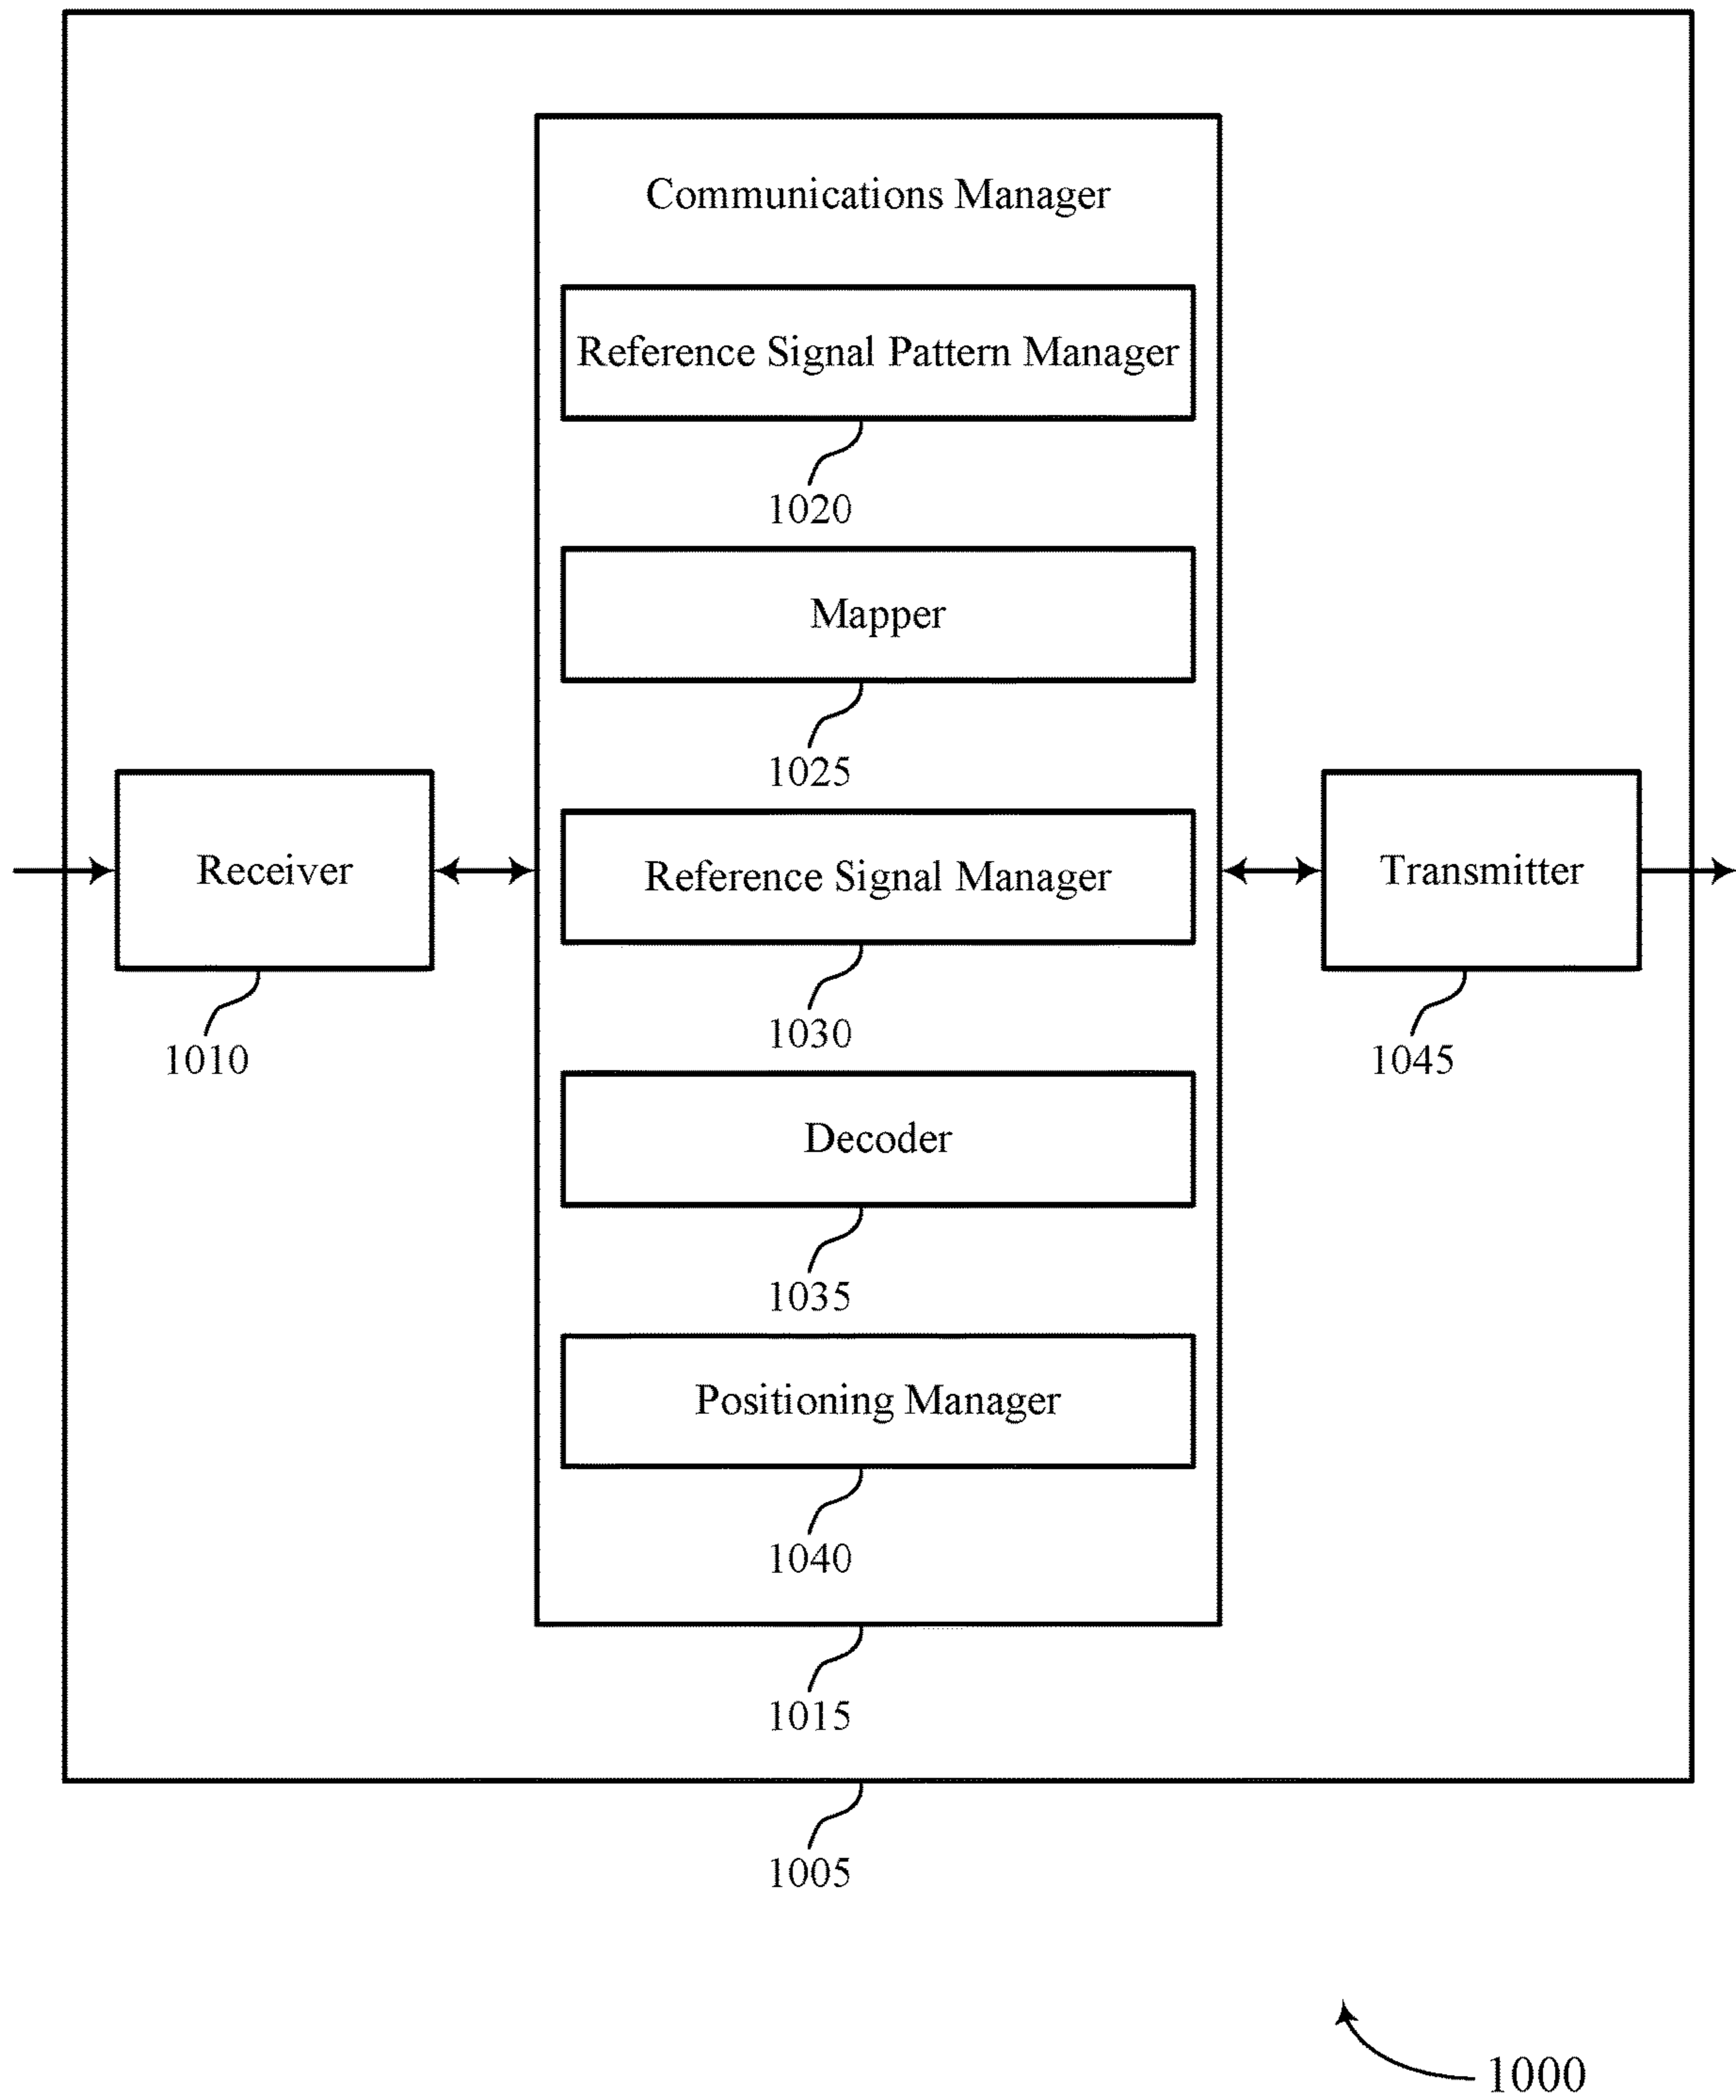 Communications Manager
Reference Signal Pattern Manager
1020
Mapper
1025
Receiver
1010
Reference Signal Manager
1030
Transmitter
1045
Decoder
1035
Positioning Manager
1040
1015
1005
1000